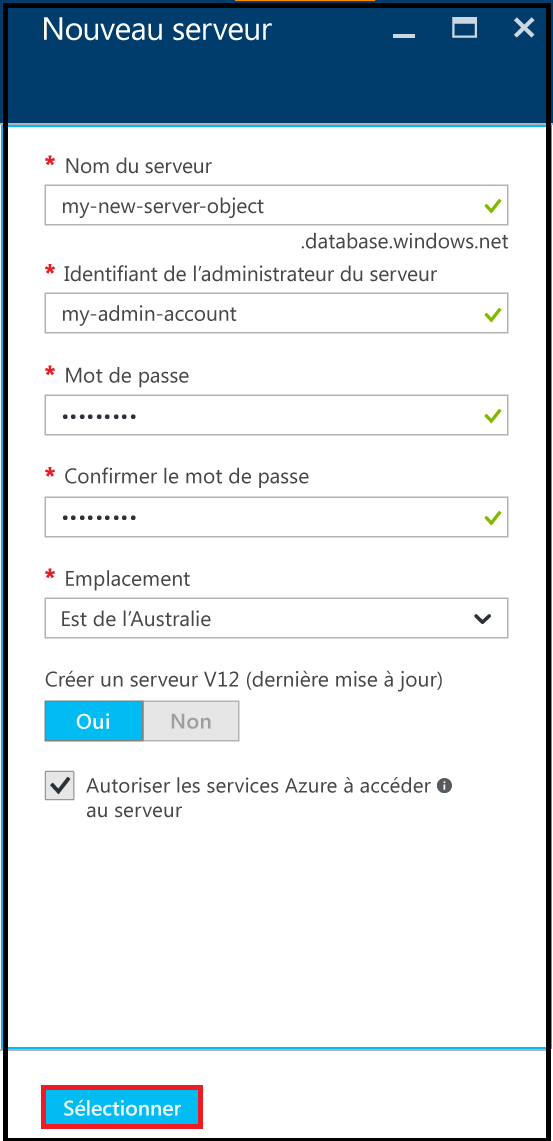 Nouveau serveur
* Nom du serveur
my-new-server-object
.database.windows.net
* Identifiant de l’administrateur du serveur
my-admin-account
* Mot de passe
•••••••••
* Confirmer le mot de passe
•••••••••
* Emplacement
Est de l’Australie
Créer un serveur V12 (dernière mise à jour)
Oui Non
Autoriser les services Azure à accéder
au serveur
Sélectionner